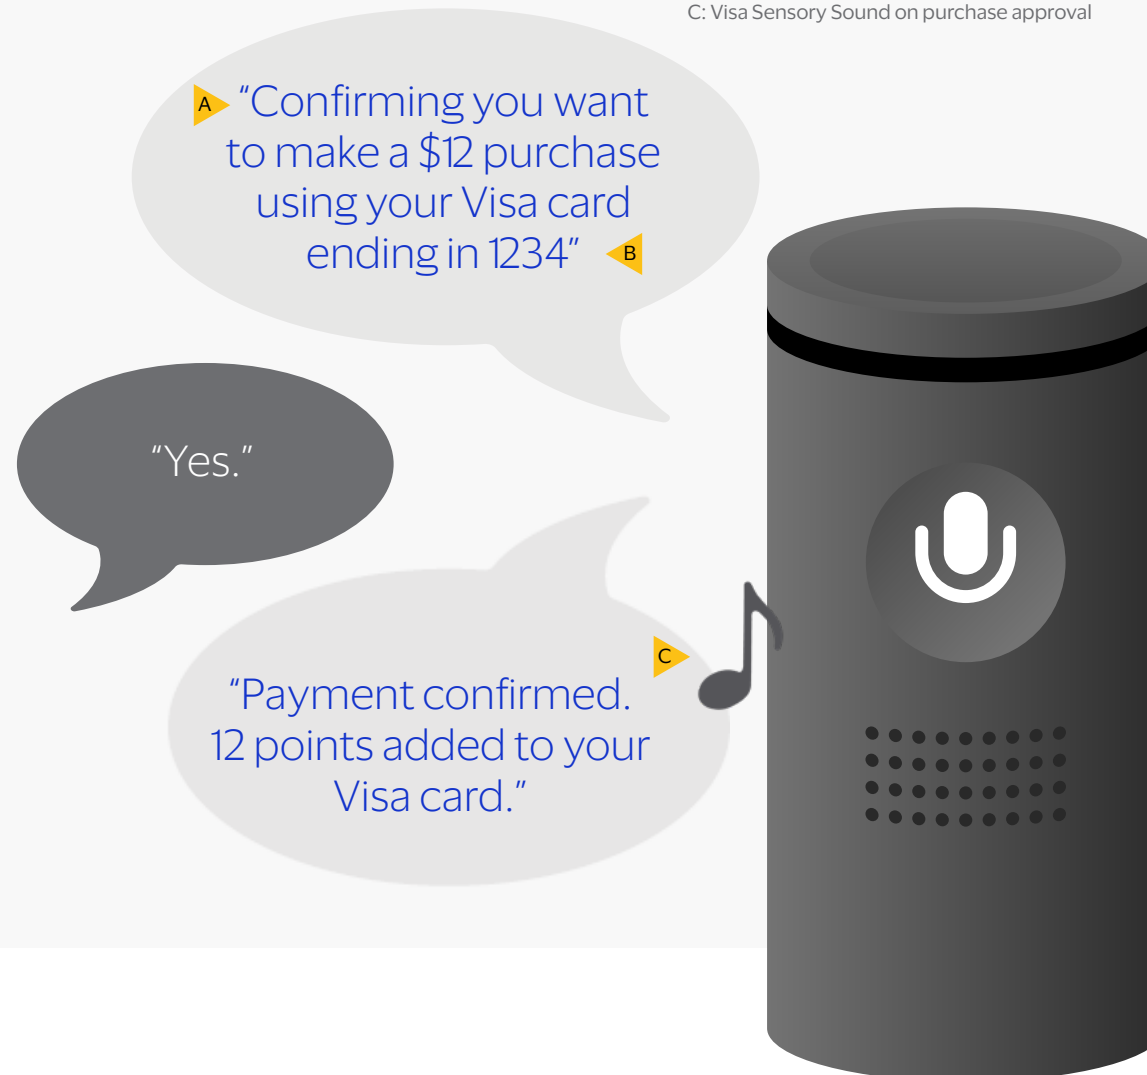 C: Visa Sensory Sound on purchase approval
A "Confirming you want
to make a $12 purchase
using your Visa card
ending in 1234" B
"Yes."
C
"Payment confirmed.
12 points added to your
Visa card."